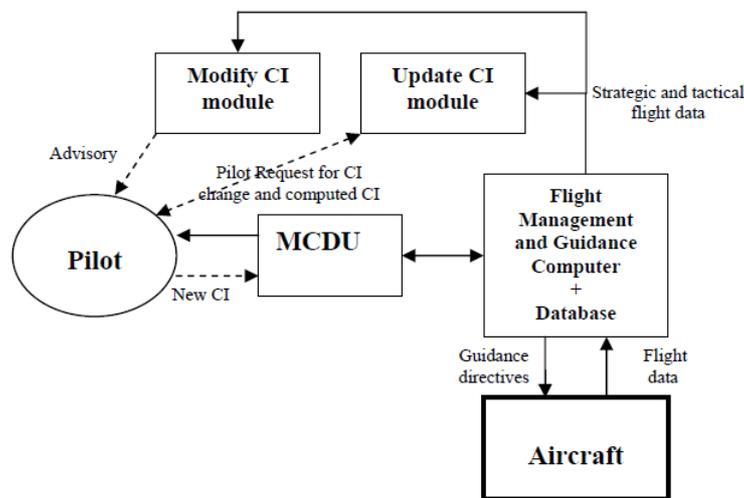 Modify CI
module
Update CI
module
Strategic and tactical
flight data
Advisory
Pilot Request for CI
change and computed CI
Flight
Management
and Guidance
Computer
+
Database
Pilot
MCDU
New CI
Guidance
directives
Flight
data
Aircraft